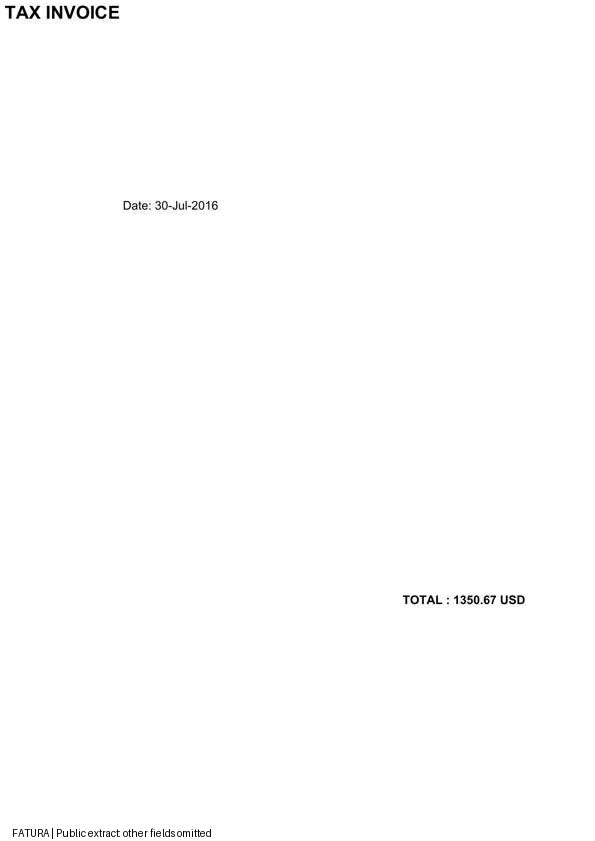 TAX INVOICE
Date: 30-Jul-2016
TOTAL : 1350.67 USD
FATURA | Public extract: other fields omitted